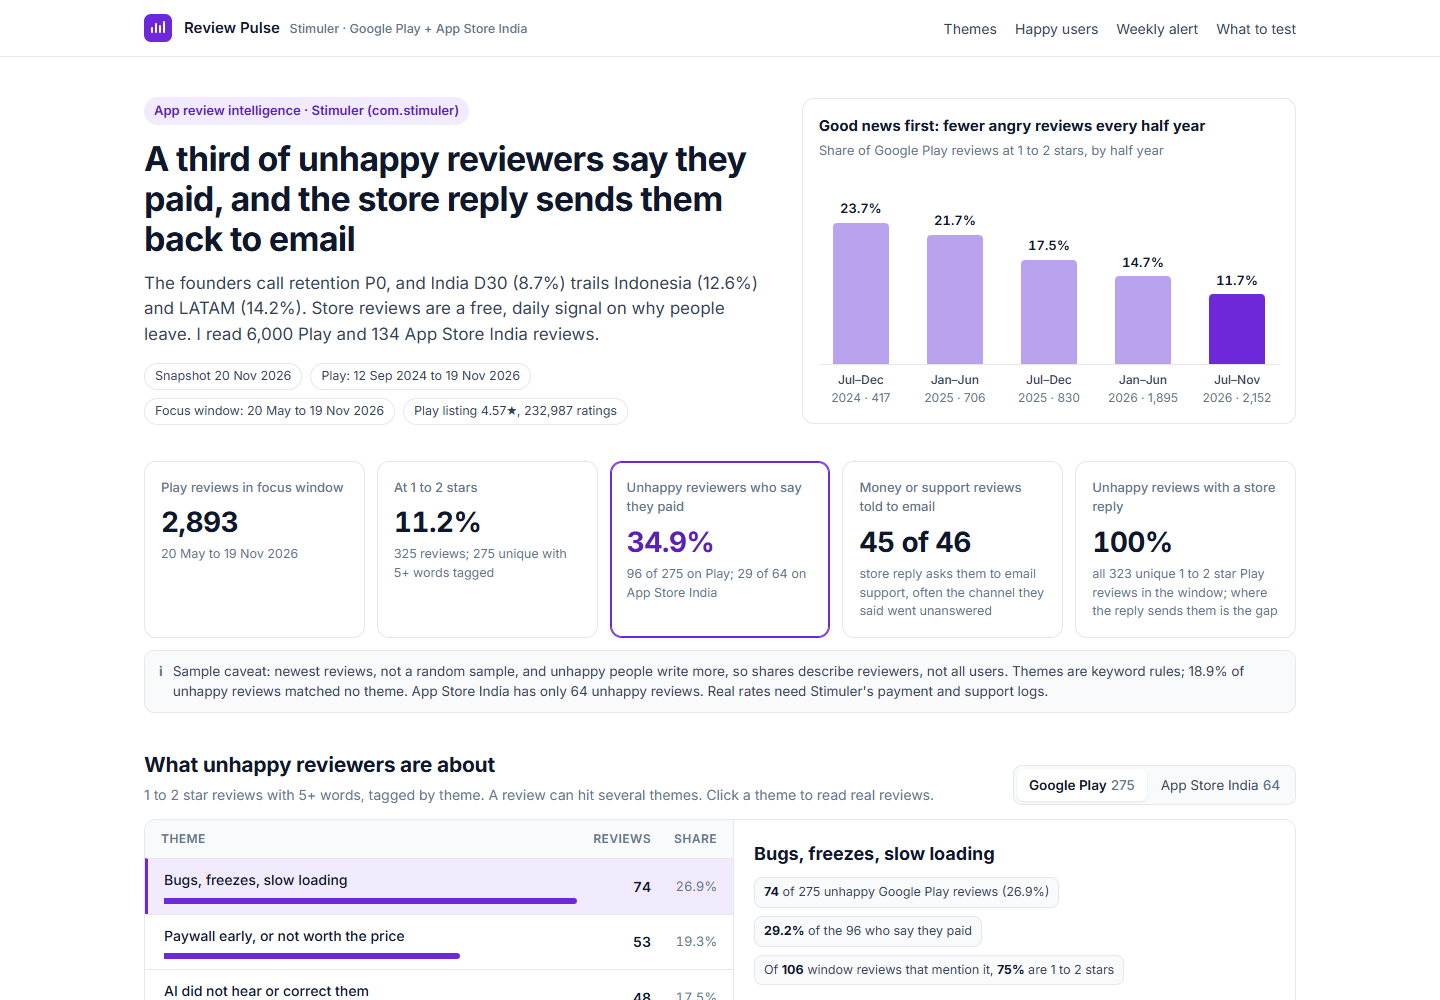 Review Pulse Stimuler · Google Play + App Store India
Themes Happy users Weekly alert What to test
App review intelligence · Stimuler (com.stimuler)
A third of unhappy reviewers say they
paid, and the store reply sends them
back to email
The founders call retention P0, and India D30 (8.7%) trails Indonesia (12.6%)
and LATAM (14.2%). Store reviews are a free, daily signal on why people
leave. I read 6,000 Play and 134 App Store India reviews.
Snapshot 20 Nov 2026 Play: 12 Sep 2024 to 19 Nov 2026
Focus window: 20 May to 19 Nov 2026 Play listing 4.57★, 232,987 ratings
Good news first: fewer angry reviews every half year
Share of Google Play reviews at 1 to 2 stars, by half year
23.7% 21.7% 17.5% 14.7% 11.7%
Jul–Dec Jan–Jun Jul–Dec Jan–Jun Jul–Nov
2024 · 417 2025 · 706 2025 · 830 2026 · 1,895 2026 · 2,152
Play reviews in focus window
2,893
20 May to 19 Nov 2026
At 1 to 2 stars
11.2%
325 reviews; 275 unique with
5+ words tagged
Unhappy reviewers who say
they paid
34.9%
96 of 275 on Play; 29 of 64 on
App Store India
Money or support reviews
told to email
45 of 46
store reply asks them to email
support, often the channel they
said went unanswered
Unhappy reviews with a store
reply
100%
all 323 unique 1 to 2 star Play
reviews in the window; where
the reply sends them is the gap
i Sample caveat: newest reviews, not a random sample, and unhappy people write more, so shares describe reviewers, not all users. Themes are keyword rules; 18.9% of
unhappy reviews matched no theme. App Store India has only 64 unhappy reviews. Real rates need Stimuler's payment and support logs.
What unhappy reviewers are about
1 to 2 star reviews with 5+ words, tagged by theme. A review can hit several themes. Click a theme to read real reviews.
Google Play 275 App Store India 64
THEME REVIEWS SHARE
Bugs, freezes, slow loading 74 26.9%
Paywall early, or not worth the price 53 19.3%
AI did not hear or correct them 48 17.5%
Bugs, freezes, slow loading
74 of 275 unhappy Google Play reviews (26.9%)
29.2% of the 96 who say they paid
Of 106 window reviews that mention it, 75% are 1 to 2 stars